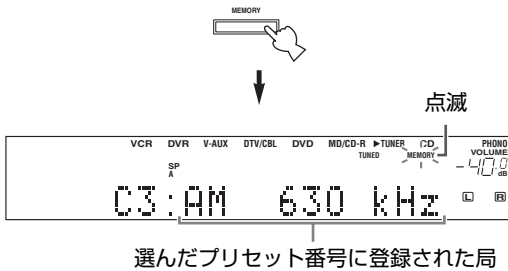 MEMORY
点滅
VCR DVR V-AUX DTV/CBL DVD MD/CD-R ▶TUNER CD PHONO
TUNED MEMORY VOLUME
SP
A
-40.0 dB
C3:AM 630 kHz L R
選んだプリセット番号に登録された局